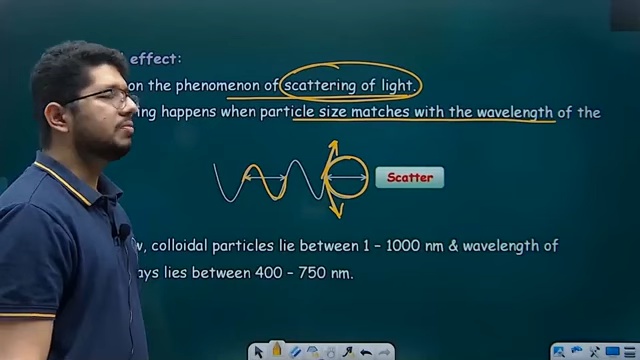 effect:
on the phenomenon of scattering of light.
ing happens when particle size matches with the wavelength of the
Scatter
w, colloidal particles lie between 1 – 1000 nm & wavelength of
ays lies between 400 – 750 nm.